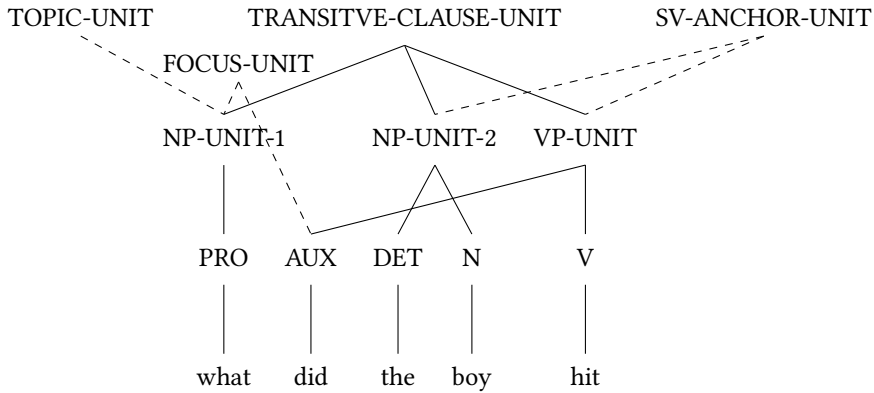 TOPIC-UNIT TRANSITVE-CLAUSE-UNIT SV-ANCHOR-UNIT
FOCUS-UNIT
NP-UNIT-1 NP-UNIT-2 VP-UNIT
PRO AUX DET N V
what did the boy hit